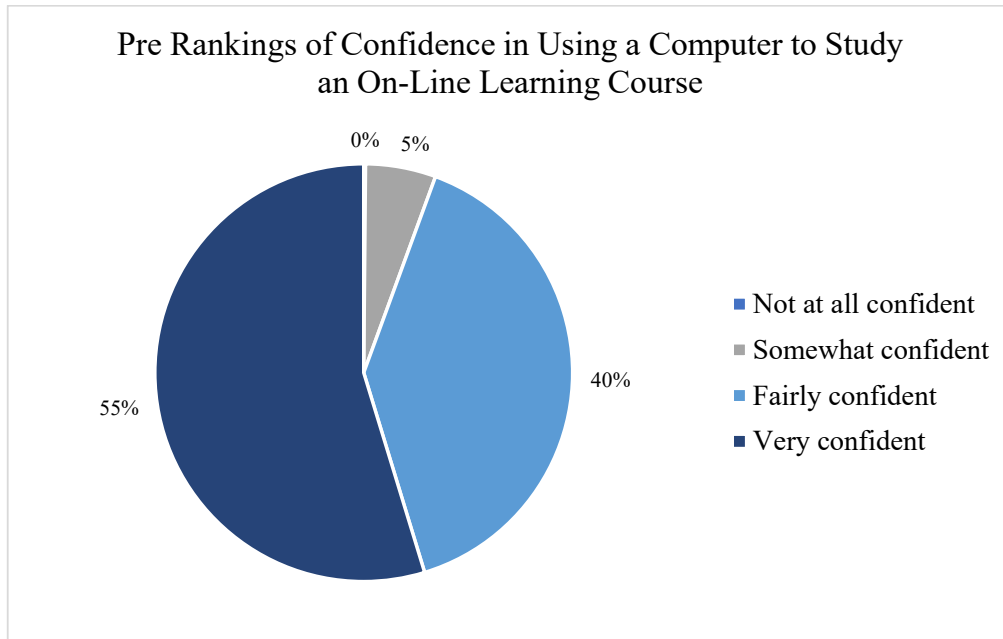 Pre Rankings of Confidence in Using a Computer to Study
an On-Line Learning Course
0%
5%
40%
55%
Not at all confident
Somewhat confident
Fairly confident
Very confident